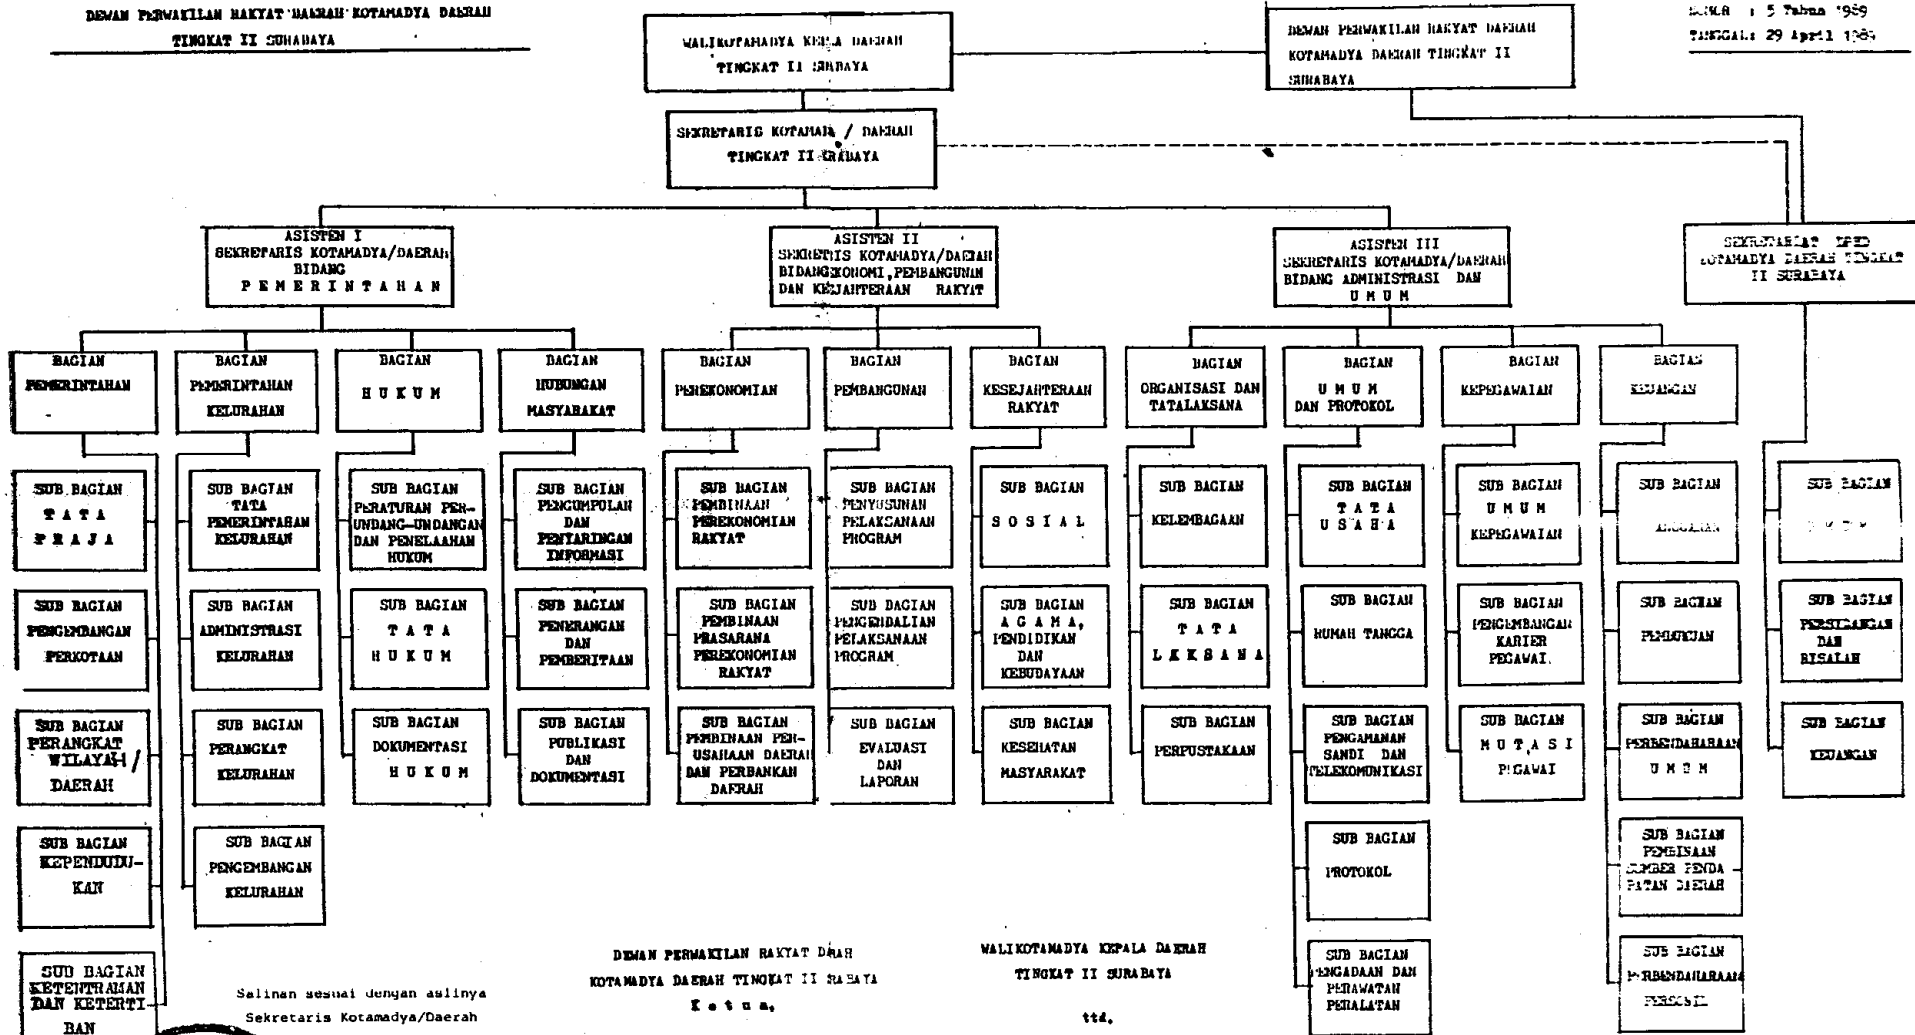 DEWAN PERWAKILAN RAKYAT DAERAH KOTAMADYA DAERAH
TINGKAT II SURABAYA
WALIKOTAMADYA KEPALA DAERAH
TINGKAT II SURABAYA
DEWAN PERWAKILAN RAKYAT DAERAH
KOTAMADYA DAERAH TINGKAT II
SURABAYA
: 5 Tahun 1989
TANGGAL: 29 April 1989
SEKRETARIS KOTAMADYA / DAERAH
TINGKAT II SURABAYA
ASISTEN I
SEKRETARIS KOTAMADYA/DAERAH
BIDANG
P E M E R I N T A H A N
ASISTEN II
SEKRETARIS KOTAMADYA/DAERAH
BIDANG EKONOMI, PEMBANGUNAN
DAN KESEJAHTERAAN RAKYAT
ASISTEN III
SEKRETARIS KOTAMADYA/DAERAH
BIDANG ADMINISTRASI DAN
U M U M
SEKRETARIAT DPRD
KOTAMADYA DAERAH TINGKAT
II SURABAYA
BAGIAN
PEMERINTAHAN
BAGIAN
PEMERINTAHAN
KELURAHAN
BAGIAN
H U K U M
BAGIAN
HUBUNGAN
MASYARAKAT
BAGIAN
PEREKONOMIAN
BAGIAN
PEMBANGUNAN
BAGIAN
KESEJAHTERAAN
RAKYAT
BAGIAN
ORGANISASI DAN
TATALAKSANA
BAGIAN
U M U M
DAN PROTOKOL
BAGIAN
KEPEGAWAIAN
BAGIAN
KEUANGAN
SUB BAGIAN
T A T A
P R A J A
SUB BAGIAN
TATA
PEMERINTAHAN
KELURAHAN
SUB BAGIAN
PERATURAN PER-
UNDANG-UNDANGAN
DAN PENELAAHAN
HUKUM
SUB BAGIAN
PENGUMPULAN
DAN
PENYARINGAN
INFORMASI
SUB BAGIAN
PEMBINAAN
PEREKONOMIAN
RAKYAT
SUB BAGIAN
PENYUSUNAN
PELAKSANAAN
PROGRAM
SUB BAGIAN
S O S I A L
SUB BAGIAN
KELEMBAGAAN
SUB BAGIAN
T A T A
U S A H A
SUB BAGIAN
U M U M
KEPEGAWAIAN
SUB BAGIAN
ANGGARAN
SUB BAGIAN
SUB BAGIAN
PENGEMBANGAN
PERKOTAAN
SUB BAGIAN
ADMINISTRASI
KELURAHAN
SUB BAGIAN
T A T A
H U K U M
SUB BAGIAN
PENERANGAN
DAN
PEMBERITAAN
SUB BAGIAN
PEMBINAAN
PRASARANA
PEREKONOMIAN
RAKYAT
SUB BAGIAN
PENGENDALIAN
PELAKSANAAN
PROGRAM
SUB BAGIAN
A G A M A,
PENDIDIKAN
DAN
KEBUDAYAAN
SUB BAGIAN
T A T A
L A K S A N A
SUB BAGIAN
RUMAH TANGGA
SUB BAGIAN
PENGEMBANGAN
KARIER
PEGAWAI.
SUB BAGIAN
PEMBUKUAN
SUB BAGIAN
PERSIDANGAN
DAN
RISALAH
SUB BAGIAN
PERANGKAT
WILAYAH/
DAERAH
SUB BAGIAN
PERANGKAT
KELURAHAN
SUB BAGIAN
DOKUMENTASI
H U K U M
SUB BAGIAN
PUBLIKASI
DAN
DOKUMENTASI
SUB BAGIAN
PEMBINAAN PER-
USAHAAN DAERAH
DAN PERBANKAN
DAERAH
SUB BAGIAN
EVALUASI
DAN
LAPORAN
SUB BAGIAN
KESEHATAN
MASYARAKAT
SUB BAGIAN
PERPUSTAKAAN
SUB BAGIAN
PENGAMANAN
SANDI DAN
TELEKOMUNIKASI
SUB BAGIAN
M U T A S I
PEGAWAI
SUB BAGIAN
PERBENDAHARAAN
U M U M
SUB BAGIAN
KEUANGAN
SUB BAGIAN
KEPENDUDU-
KAN
SUB BAGIAN
PENGEMBANGAN
KELURAHAN
SUB BAGIAN
PROTOKOL
SUB BAGIAN
PEMBINAAN
SUMBER PENDA
PATAN DAERAH
SUB BAGIAN
KETENTRAMAN
DAN KETERTI-
BAN
SUB BAGIAN
PENGADAAN DAN
PERAWATAN
PERALATAN
SUB BAGIAN
PERBENDAHARAAN
PERSONIL
Salinan sesuai dengan aslinya
Sekretaris Kotamadya/Daerah
DEWAN PERWAKILAN RAKYAT DAERAH
KOTAMADYA DAERAH TINGKAT II SURABAYA
K e t u a,
WALIKOTAMADYA KEPALA DAERAH
TINGKAT II SURABAYA
ttd.